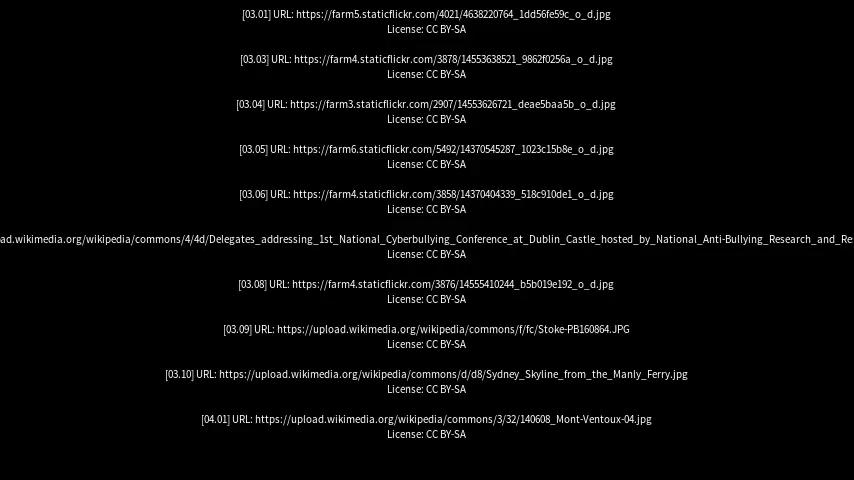 [03.01] URL: https://farm5.staticflickr.com/4021/4638220764_1dd56fe59c_o_d.jpg
License: CC BY-SA
[03.03] URL: https://farm4.staticflickr.com/3878/14553638521_9862f0256a_o_d.jpg
License: CC BY-SA
[03.04] URL: https://farm3.staticflickr.com/2907/14553626721_deae5baa5b_o_d.jpg
License: CC BY-SA
[03.05] URL: https://farm6.staticflickr.com/5492/14370545287_1023c15b8e_o_d.jpg
License: CC BY-SA
[03.06] URL: https://farm4.staticflickr.com/3858/14370404339_518c910de1_o_d.jpg
License: CC BY-SA
ad.wikimedia.org/wikipedia/commons/4/4d/Delegates_addressing_1st_National_Cyberbullying_Conference_at_Dublin_Castle_hosted_by_National_Anti-Bullying_Research_and_Re
License: CC BY-SA
[03.08] URL: https://farm4.staticflickr.com/3876/14555410244_b5b019e192_o_d.jpg
License: CC BY-SA
[03.09] URL: https://upload.wikimedia.org/wikipedia/commons/f/fc/Stoke-PB160864.JPG
License: CC BY-SA
[03.10] URL: https://upload.wikimedia.org/wikipedia/commons/d/d8/Sydney_Skyline_from_the_Manly_Ferry.jpg
License: CC BY-SA
[04.01] URL: https://upload.wikimedia.org/wikipedia/commons/3/32/140608_Mont-Ventoux-04.jpg
License: CC BY-SA